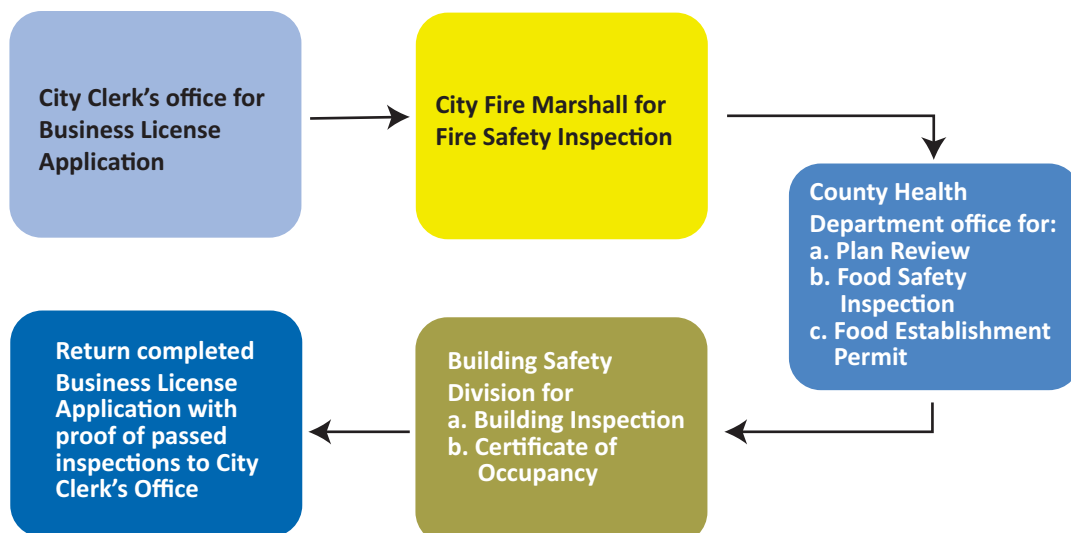 City Clerk's office for
Business License
Application
City Fire Marshall for
Fire Safety Inspection
County Health
Department office for:
a. Plan Review
b. Food Safety
Inspection
c. Food Establishment
Permit
Building Safety
Division for
a. Building Inspection
b. Certificate of
Occupancy
Return completed
Business License
Application with
proof of passed
inspections to City
Clerk's Office